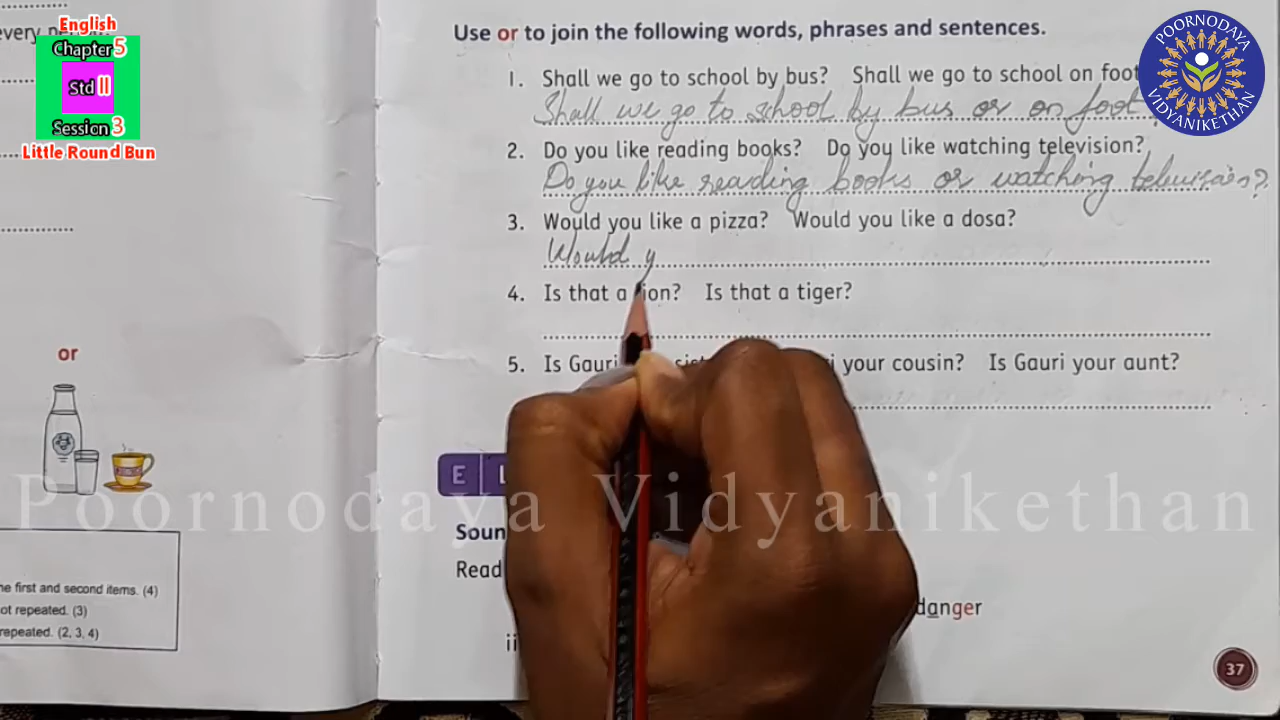 English
Chapter 5
Std II
Session 3
Little Round Bun
POORNODAYA VIDYANIKETHAN
every
or
he first and second items. (4)
ot repeated. (3)
repeated. (2, 3, 4)
Use or to join the following words, phrases and sentences.
1. Shall we go to school by bus? Shall we go to school on foot
Shall we go to school by bus or on foot
2. Do you like reading books? Do you like watching television?
Do you like reading books or watching television?
3. Would you like a pizza? Would you like a dosa?
Would y
4. Is that a lion? Is that a tiger?
5. Is Gauri your cousin? Is Gauri your aunt?
E L
Poornodaya Vidyanikethan
Soun
Read
danger
ii
37